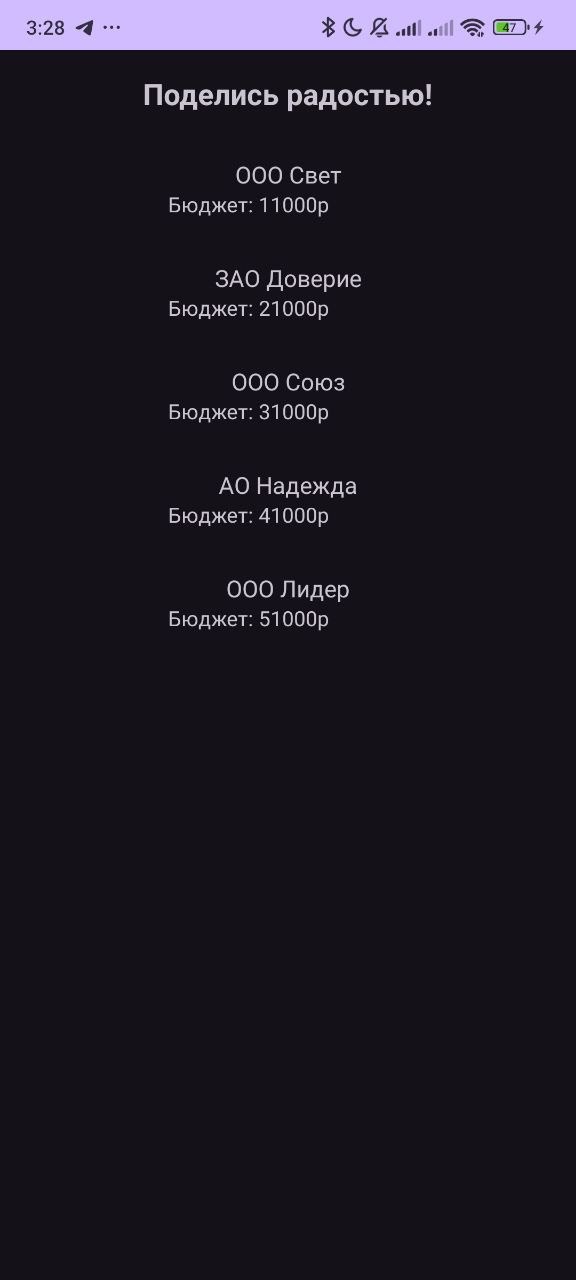 3:28
47
Поделись радостью!
ООО Свет
Бюджет: 11000р
ЗАО Доверие
Бюджет: 21000р
ООО Союз
Бюджет: 31000р
АО Надежда
Бюджет: 41000р
ООО Лидер
Бюджет: 51000р